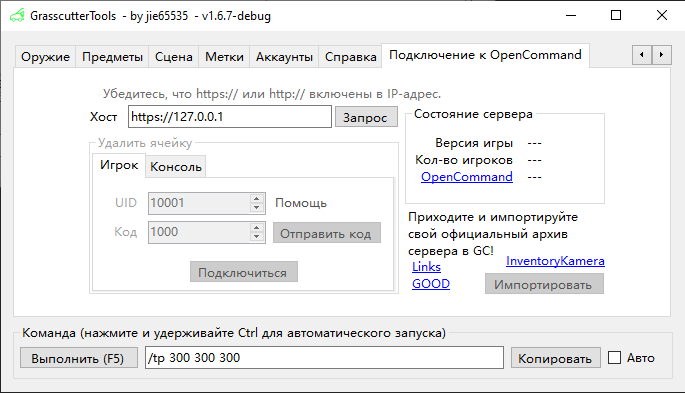 GrasscutterTools - by jie65535 - v1.6.7-debug
Оружие Предметы Сцена Метки Аккаунты Справка Подключение к OpenCommand
Убедитесь, что https:// или http:// включены в IP-адрес.
Хост https://127.0.0.1 Запрос
Удалить ячейку
Игрок Консоль
UID 10001 Помощь
Код 1000 Отправить код
Подключиться
Состояние сервера
Версия игры ---
Кол-во игроков ---
OpenCommand ---
Приходите и импортируйте
свой официальный архив
сервера в GC!
Links InventoryKamera
GOOD Импортировать
Команда (нажмите и удерживайте Ctrl для автоматического запуска)
Выполнить (F5) /tp 300 300 300 Копировать Авто